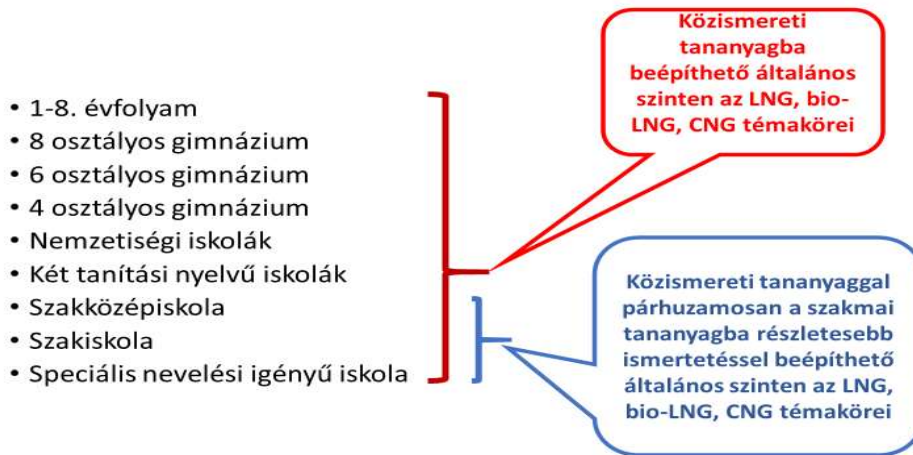 • 1-8. évfolyam
• 8 osztályos gimnázium
• 6 osztályos gimnázium
• 4 osztályos gimnázium
• Nemzetiségi iskolák
• Két tanítási nyelvű iskolák
• Szakközépiskola
• Szakiskola
• Speciális nevelési igényű iskola
Közismereti
tananyagba
beépíthető általános
szinten az LNG, bio-
LNG, CNG témakörei
Közismereti tananyaggal
párhuzamosan a szakmai
tananyagba részletesebb
ismertetéssel beépíthető
általános szinten az LNG,
bio-LNG, CNG témakörei